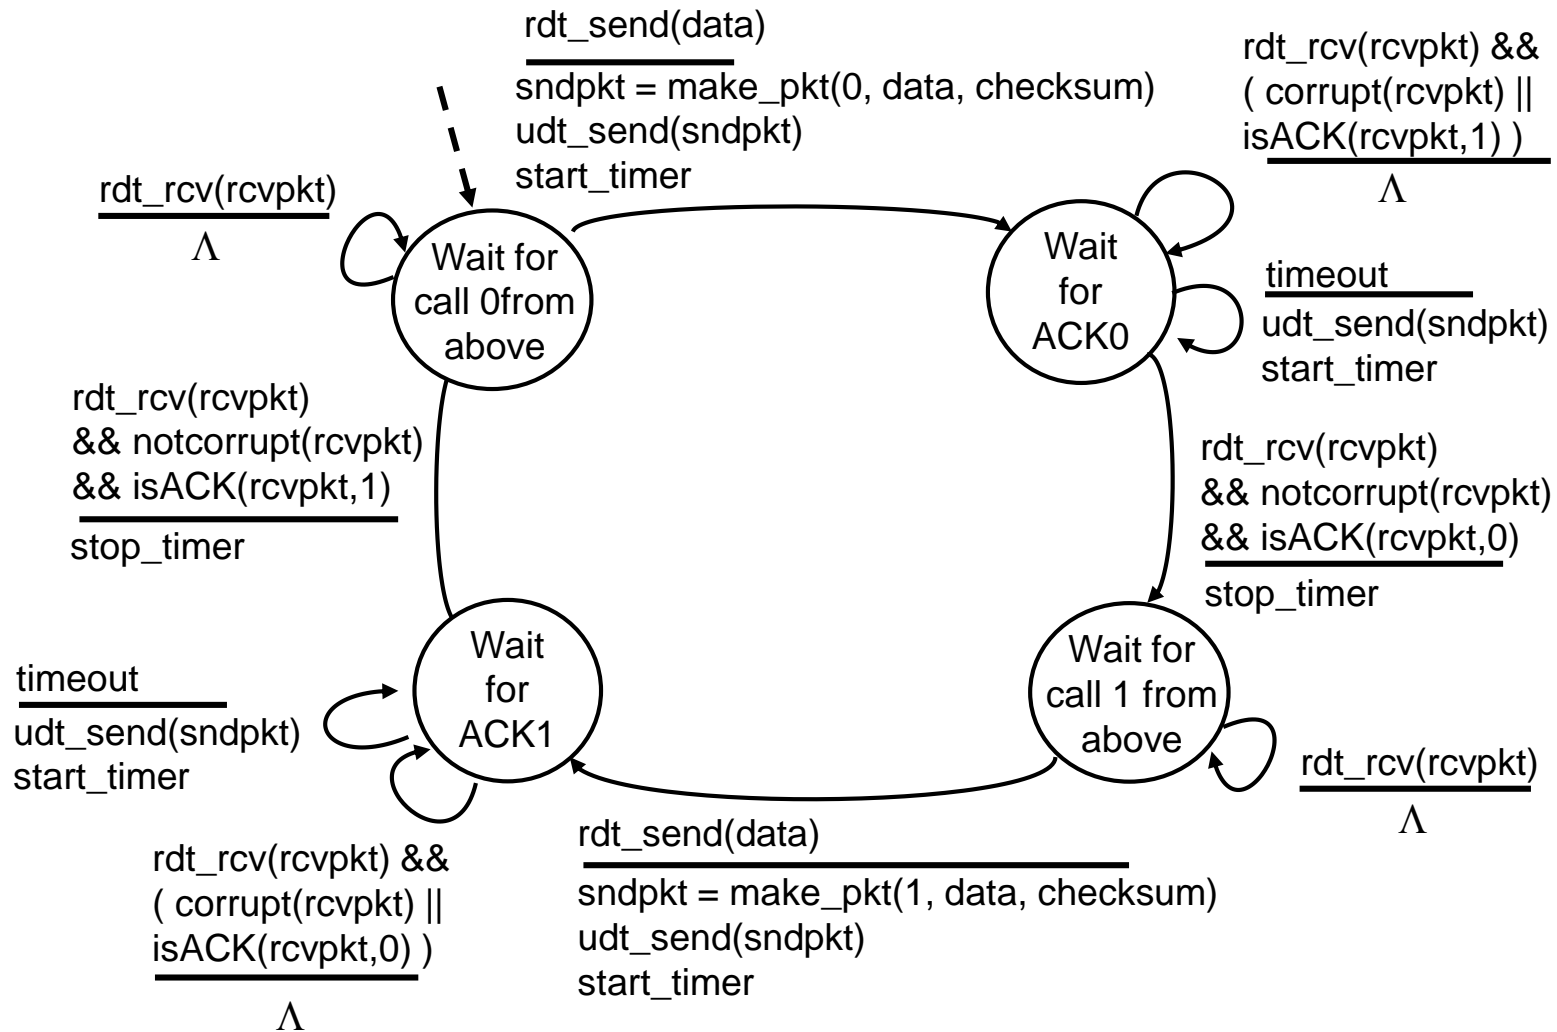 rdt_send(data)
sndpkt = make_pkt(0, data, checksum)
udt_send(sndpkt)
start_timer
rdt_rcv(rcvpkt) &&
( corrupt(rcvpkt) ||
isACK(rcvpkt,1) )
Λ
rdt_rcv(rcvpkt)
Λ
Wait for
call 0from
above
Wait
for
ACK0
timeout
udt_send(sndpkt)
start_timer
rdt_rcv(rcvpkt)
&& notcorrupt(rcvpkt)
&& isACK(rcvpkt,1)
stop_timer
rdt_rcv(rcvpkt)
&& notcorrupt(rcvpkt)
&& isACK(rcvpkt,0)
stop_timer
timeout
udt_send(sndpkt)
start_timer
Wait
for
ACK1
Wait for
call 1 from
above
rdt_rcv(rcvpkt)
Λ
rdt_rcv(rcvpkt) &&
( corrupt(rcvpkt) ||
isACK(rcvpkt,0) )
Λ
rdt_send(data)
sndpkt = make_pkt(1, data, checksum)
udt_send(sndpkt)
start_timer